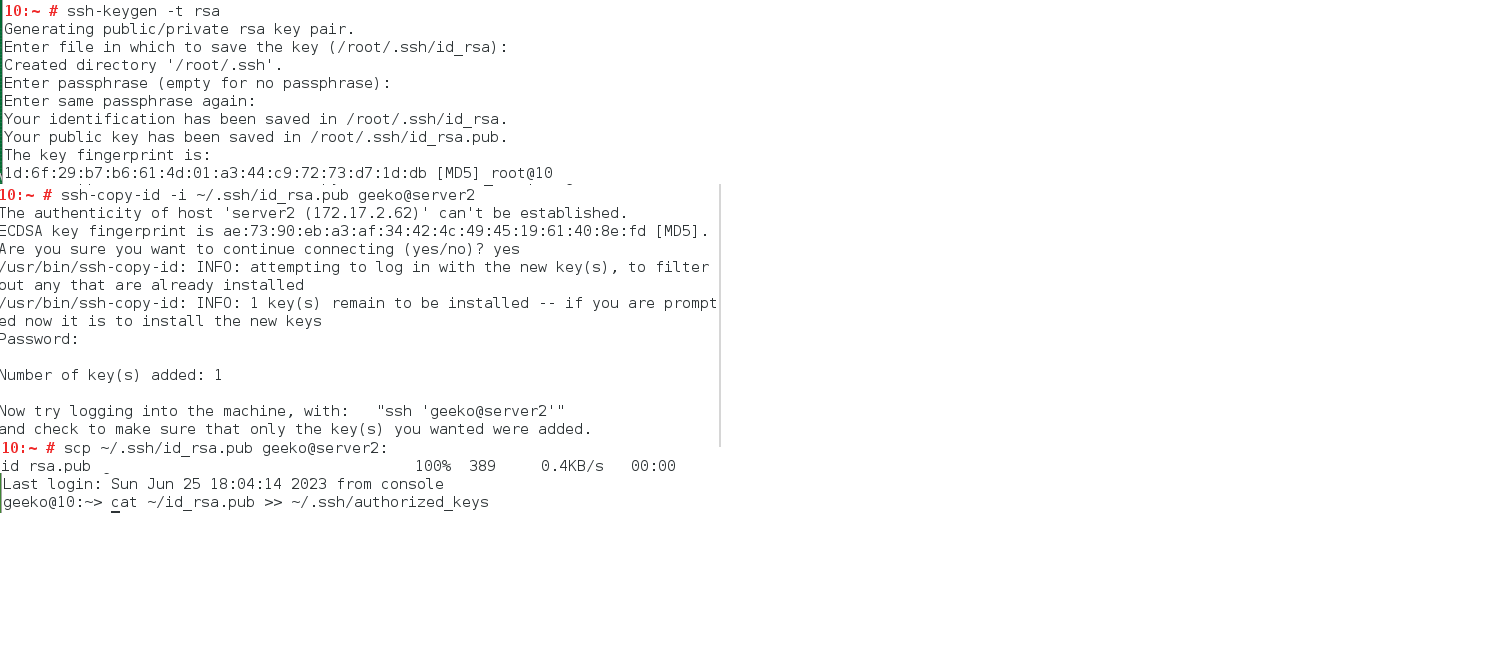 10:~ # ssh-keygen -t rsa
Generating public/private rsa key pair.
Enter file in which to save the key (/root/.ssh/id_rsa):
Created directory '/root/.ssh'.
Enter passphrase (empty for no passphrase):
Enter same passphrase again:
Your identification has been saved in /root/.ssh/id_rsa.
Your public key has been saved in /root/.ssh/id_rsa.pub.
The key fingerprint is:
1d:6f:29:b7:b6:61:4d:01:a3:44:c9:72:73:d7:1d:db [MD5] root@10
10:~ # ssh-copy-id -i ~/.ssh/id_rsa.pub geeko@server2
The authenticity of host 'server2 (172.17.2.62)' can't be established.
ECDSA key fingerprint is ae:73:90:eb:a3:af:34:42:4c:49:45:19:61:40:8e:fd [MD5].
Are you sure you want to continue connecting (yes/no)? yes
/usr/bin/ssh-copy-id: INFO: attempting to log in with the new key(s), to filter
out any that are already installed
/usr/bin/ssh-copy-id: INFO: 1 key(s) remain to be installed -- if you are prompt
ed now it is to install the new keys
Password:
Number of key(s) added: 1
Now try logging into the machine, with:   "ssh 'geeko@server2'"
and check to make sure that only the key(s) you wanted were added.
10:~ # scp ~/.ssh/id_rsa.pub geeko@server2:
id_rsa.pub 100% 389 0.4KB/s 00:00
Last login: Sun Jun 25 18:04:14 2023 from console
geeko@10:~> cat ~/id_rsa.pub >> ~/.ssh/authorized_keys